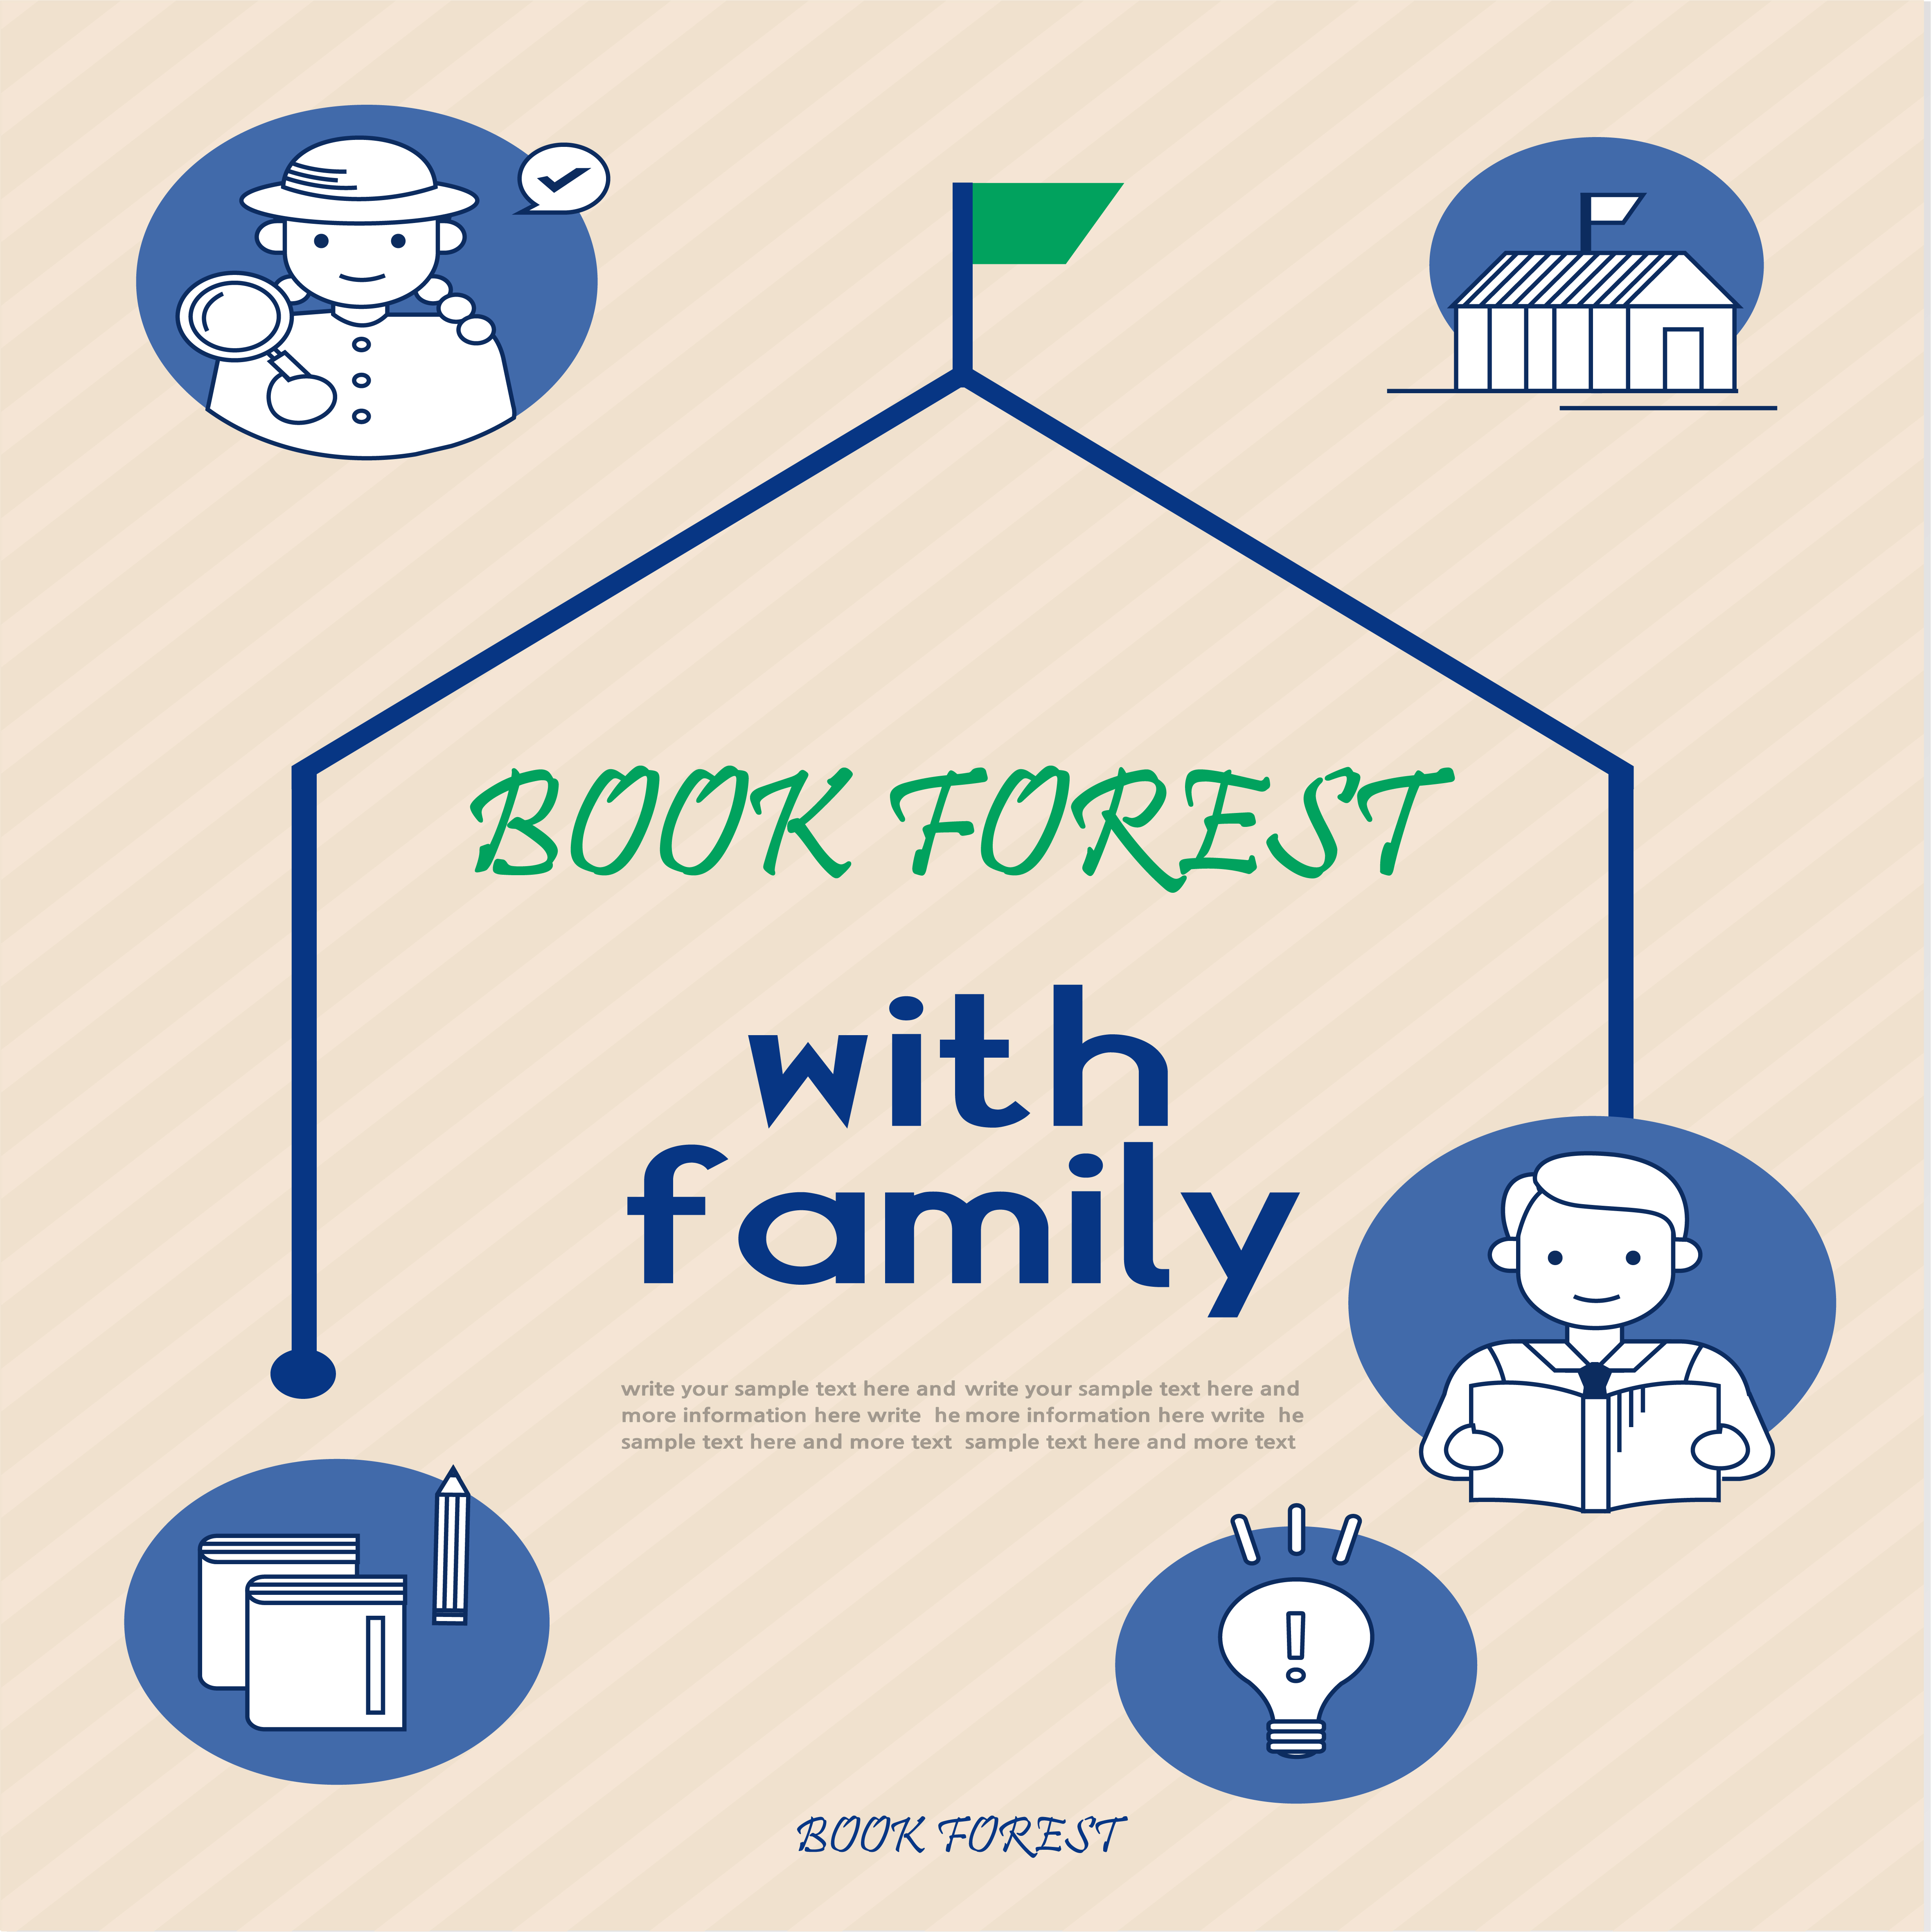 BOOK FOREST
with
family
write your sample text here and write your sample text here and
more information here write he more information here write he
sample text here and more text sample text here and more text
!
BOOK FOREST